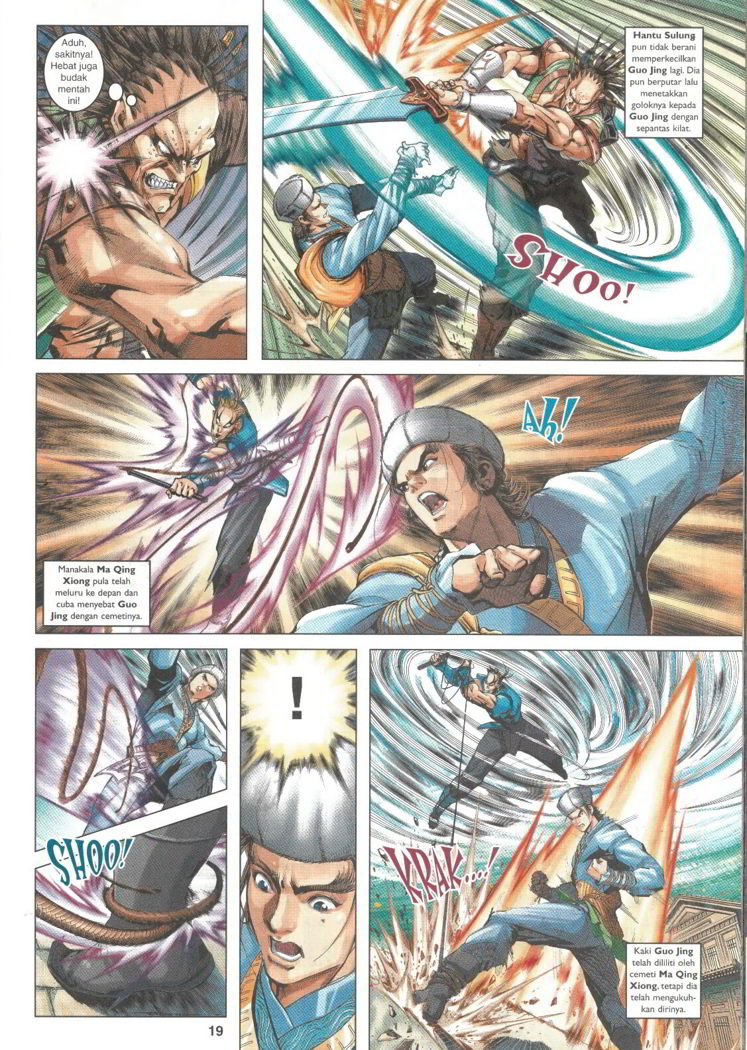 Aduh,
sakitnya!
Hebat juga
budak
mentah
ini!
Hantu Sulung
pun tidak berani
memperkecilkan
Guo Jing lagi. Dia
pun berputar lalu
menetakkan
goloknya kepada
Guo Jing dengan
sepantas kilat.
SHOO!
Ah!
Manakala Ma Qing
Xiong pula telah
meluru ke depan dan
cuba menyebat Guo
Jing dengan cemetinya.
SHOO!
!
KRAK....!
Kaki Guo Jing
telah dililiti oleh
cemeti Ma Qing
Xiong, tetapi dia
telah mengukuh-
kan dirinya.
19